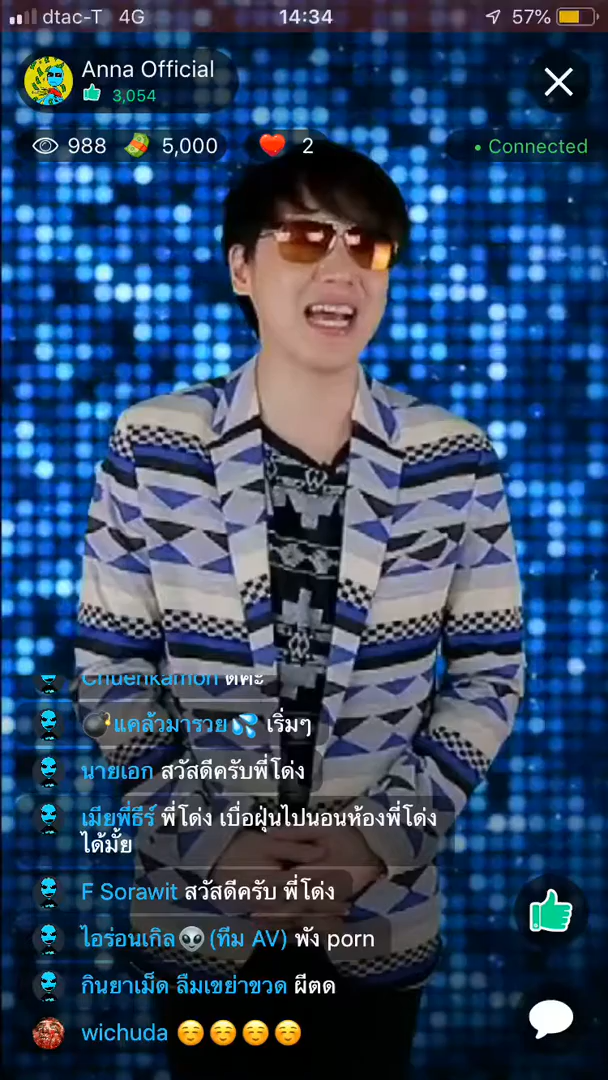 dtac-T 4G 14:34 57%
Anna Official
3,054
988 5,000 2 • Connected
Chuenkamon ดีค่ะ
💣แคล้วมารวย💦 เริ่มๆ
นายเอก สวัสดีครับพี่โด่ง
เมียพี่ธีร์ พี่โด่ง เบื่อฝุ่นไปนอนห้องพี่โด่ง
ได้มั้ย
F Sorawit สวัสดีครับ พี่โด่ง
ไอร่อนเกิล👽(ทีม AV) พัง porn
กินยาเม็ด ลืมเขย่าขวด ผีตด
wichuda ☺️☺️☺️☺️